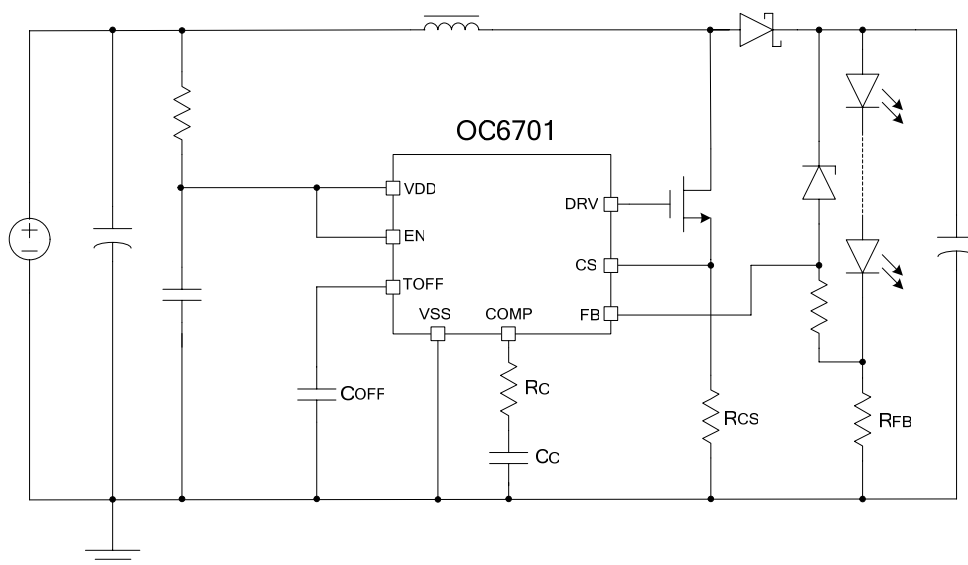 OC6701
VDD
DRV
EN
CS
TOFF
VSS
COMP
FB
COFF
RC
CC
RCS
RFB